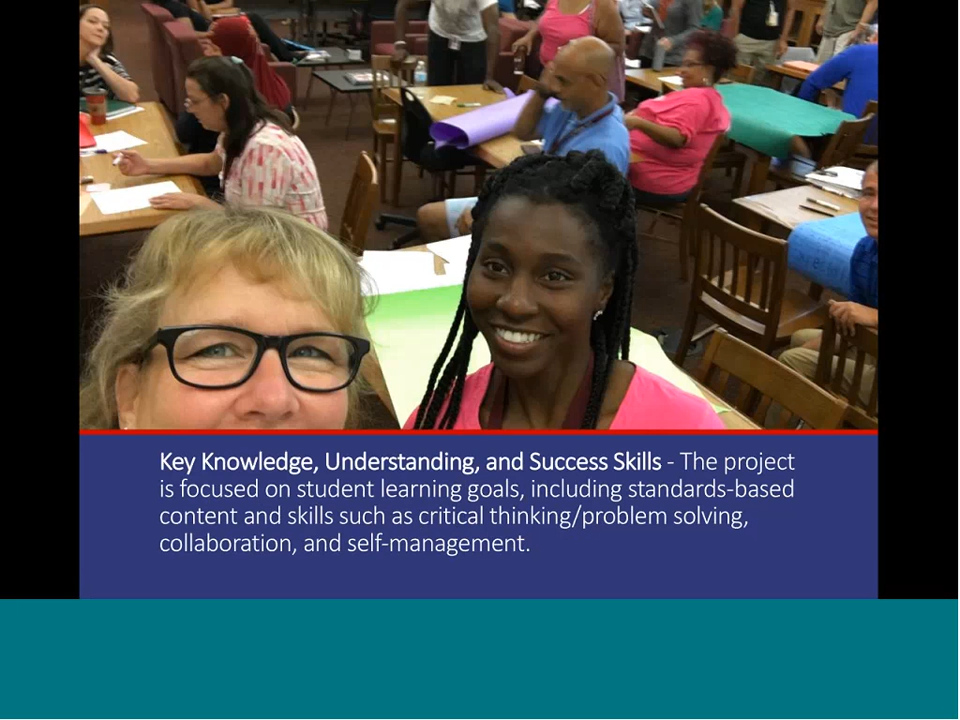 Key Knowledge, Understanding, and Success Skills - The project
is focused on student learning goals, including standards-based
content and skills such as critical thinking/problem solving,
collaboration, and self-management.